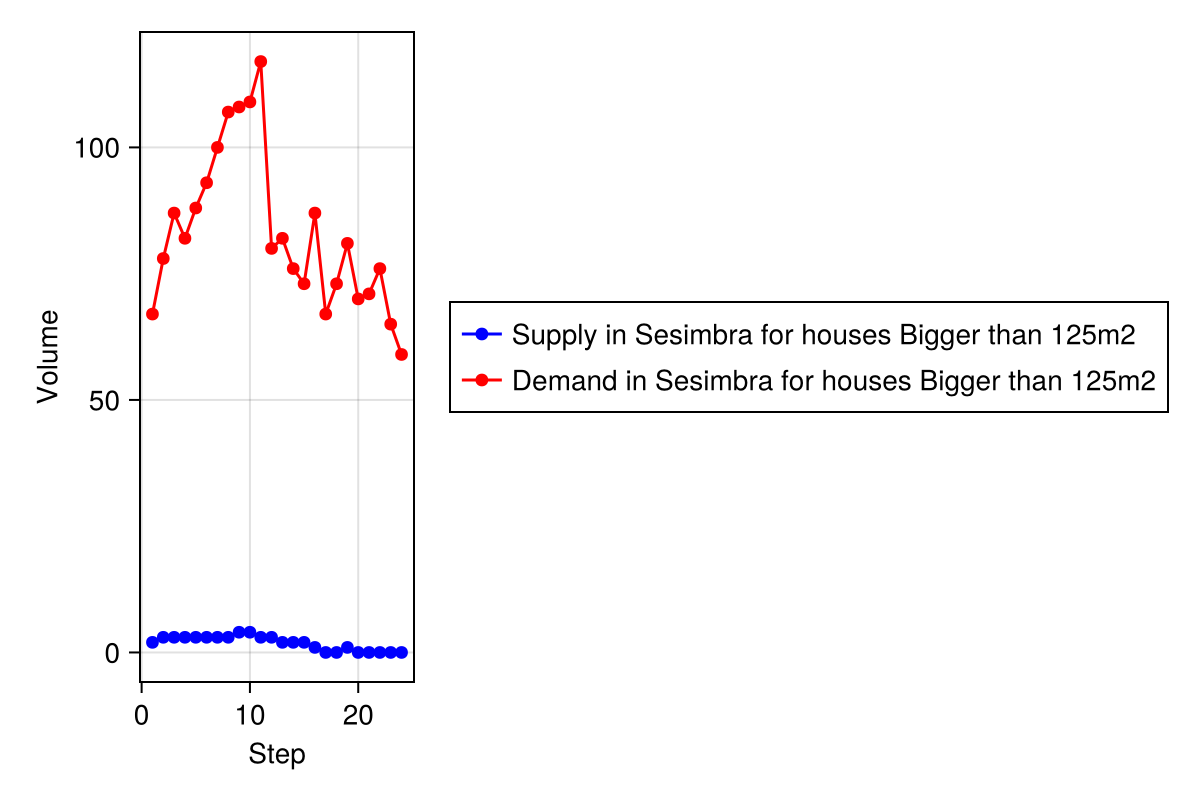 Volume
100
50
0
0 10 20
Step
Supply in Sesimbra for houses Bigger than 125m2
Demand in Sesimbra for houses Bigger than 125m2